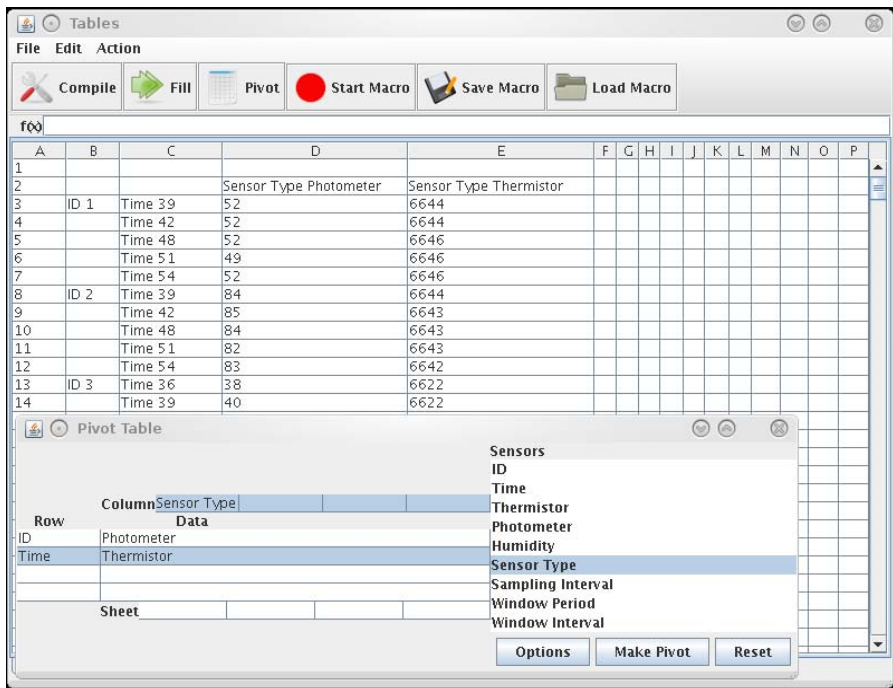 Tables
File Edit Action
Compile Fill Pivot Start Macro Save Macro Load Macro
f(x)
A B C D E F G H I J K L M N O P
1
2 Sensor Type Photometer Sensor Type Thermistor
3 ID 1 Time 39 52 6644
4 Time 42 52 6644
5 Time 48 52 6646
6 Time 51 49 6646
7 Time 54 52 6646
8 ID 2 Time 39 84 6644
9 Time 42 85 6643
10 Time 48 84 6643
11 Time 51 82 6643
12 Time 54 83 6642
13 ID 3 Time 36 38 6622
14 Time 39 40 6622
Pivot Table
Sensors
ID
Time
Column Sensor Type Thermistor
Row Data Photometer
ID Photometer Humidity
Time Thermistor Sensor Type
Sampling Interval
Sheet Window Period
Window Interval
Options Make Pivot Reset